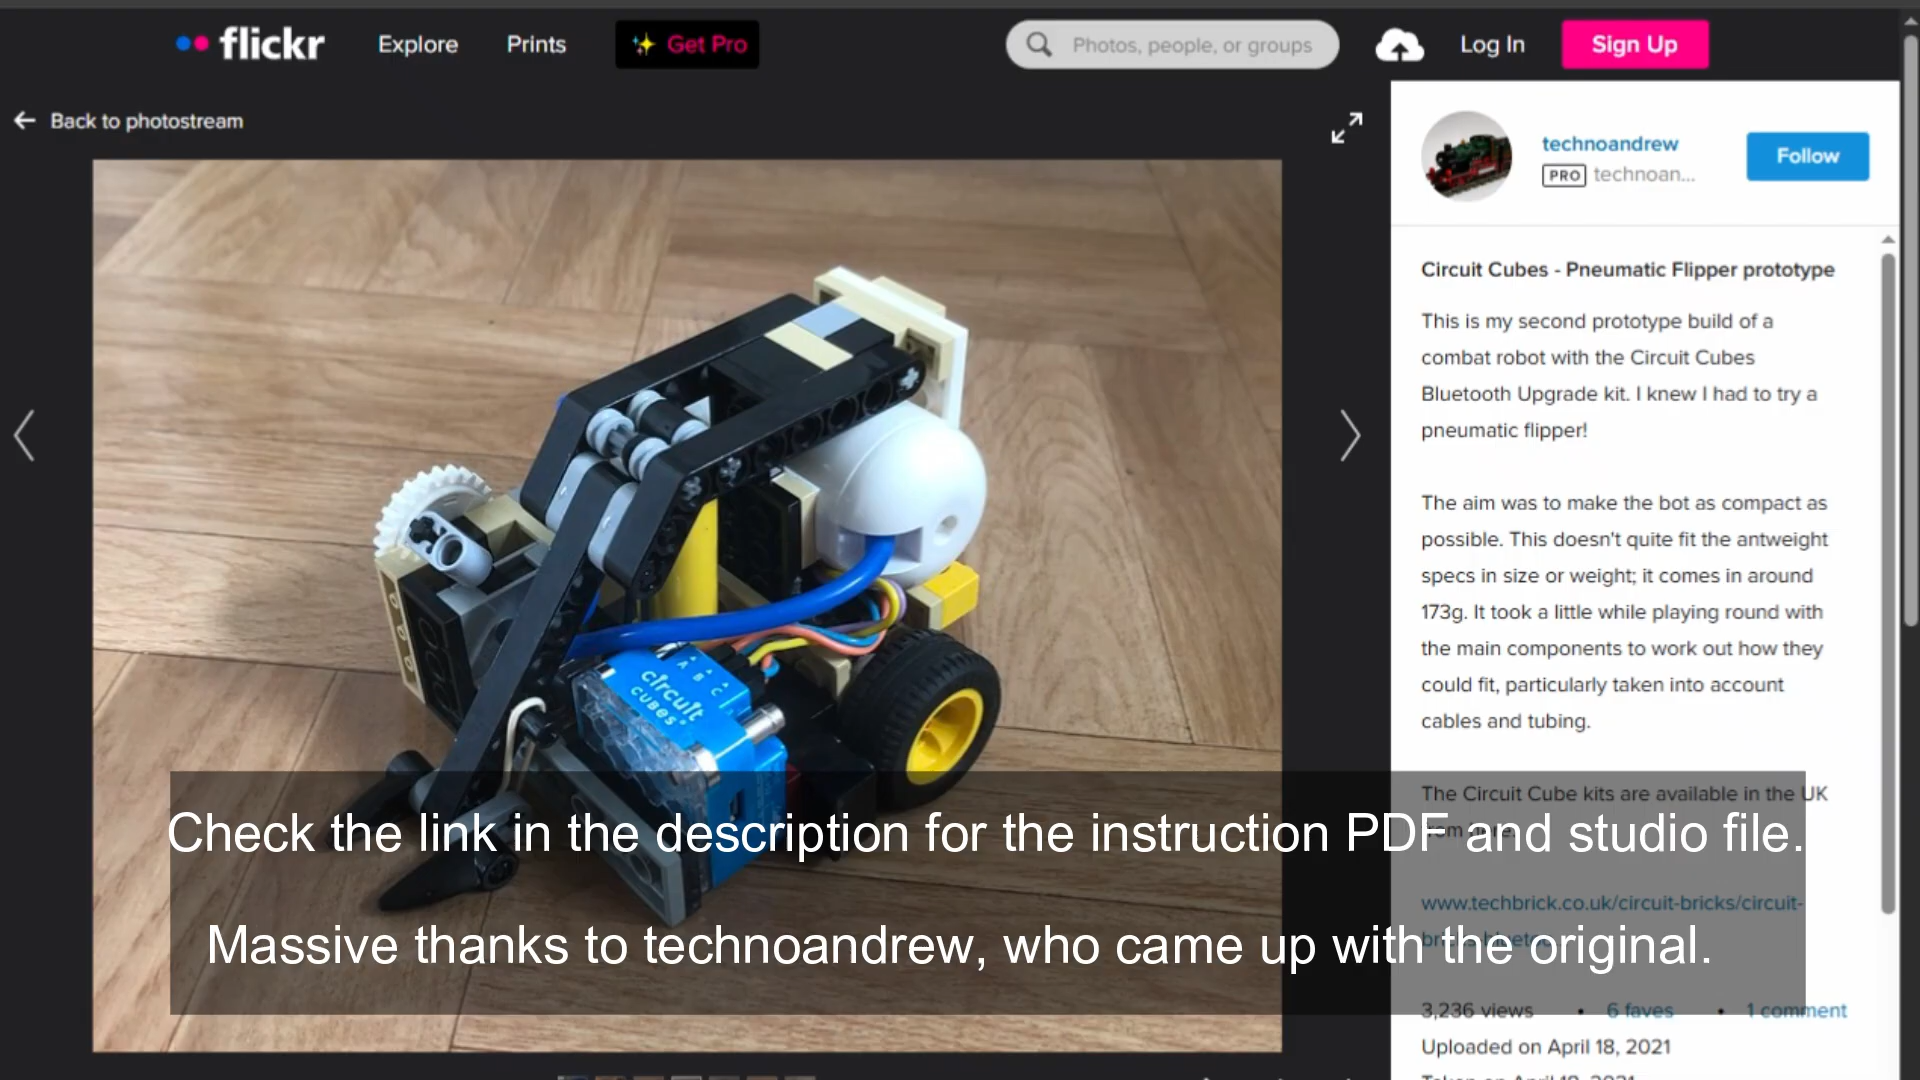 flickr Explore Prints Get Pro Photos, people, or groups Log In Sign Up
Back to photostream
technoandrew
PRO technoan...
Follow
Circuit Cubes - Pneumatic Flipper prototype
This is my second prototype build of a
combat robot with the Circuit Cubes
Bluetooth Upgrade kit. I knew I had to try a
pneumatic flipper!
The aim was to make the bot as compact as
possible. This doesn't quite fit the antweight
specs in size or weight; it comes in around
173g. It took a little while playing round with
the main components to work out how they
could fit, particularly taken into account
cables and tubing.
The Circuit Cube kits are available in the UK
www.techbrick.co.uk/circuit-bricks/circuit-
3,236 views • 6 faves • 1 comment
Uploaded on April 18, 2021
A B C
circuit
CUBES
Check the link in the description for the instruction PDF and studio file.
Massive thanks to technoandrew, who came up with the original.